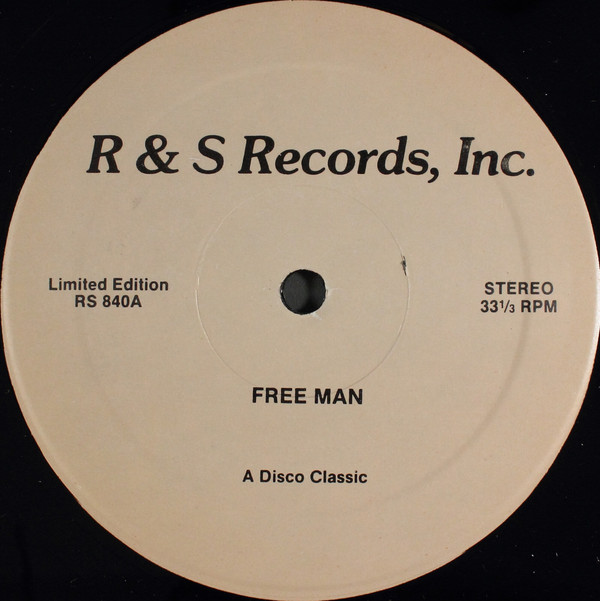 R & S Records, Inc.
Limited Edition
RS 840A
STEREO
33⅓ RPM
FREE MAN
A Disco Classic